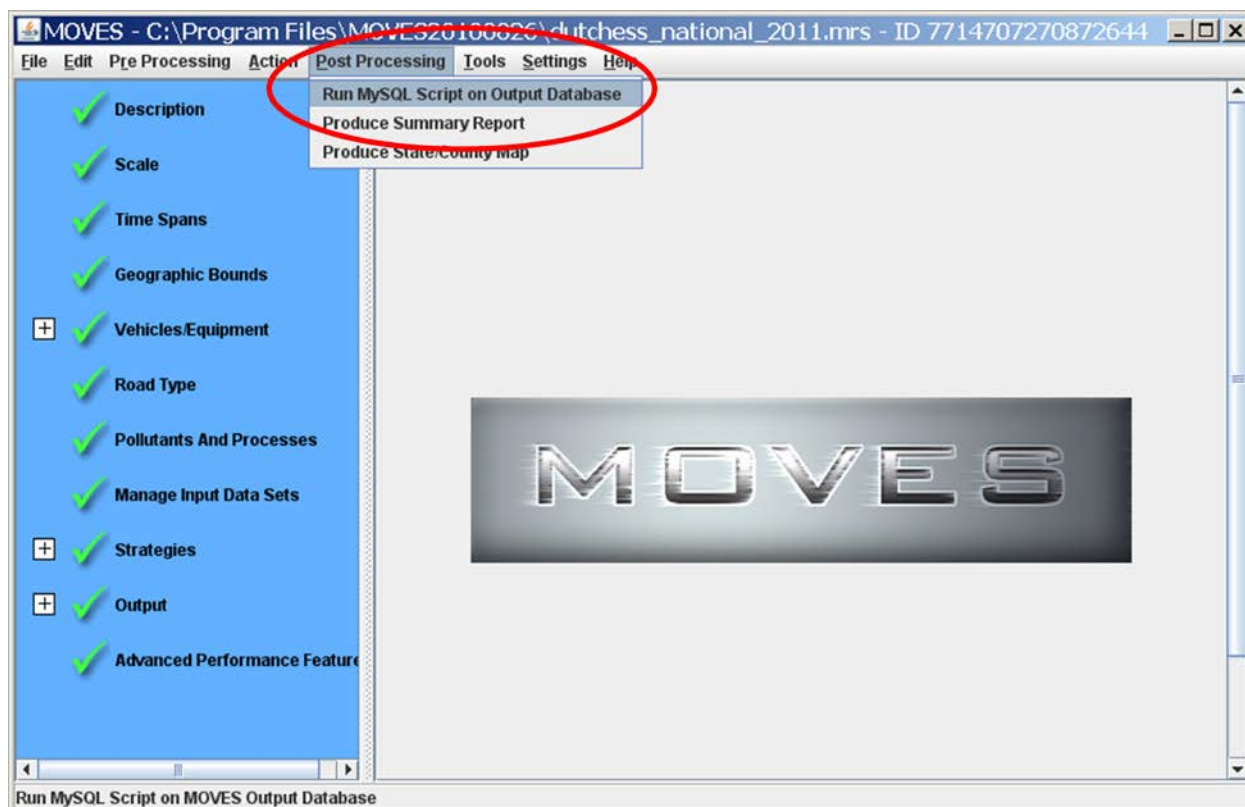 MOVES - C:\Program Files\MOVES20100826\dutchess_national_2011.mrs - ID 7714707270872644
File Edit Pre Processing Action Post Processing Tools Settings Help
Run MySQL Script on Output Database
Produce Summary Report
Produce State/County Map
Description
Scale
Time Spans
Geographic Bounds
Vehicles/Equipment
Road Type
Pollutants And Processes
Manage Input Data Sets
Strategies
Output
Advanced Performance Feature
MOVES
Run MySQL Script on MOVES Output Database